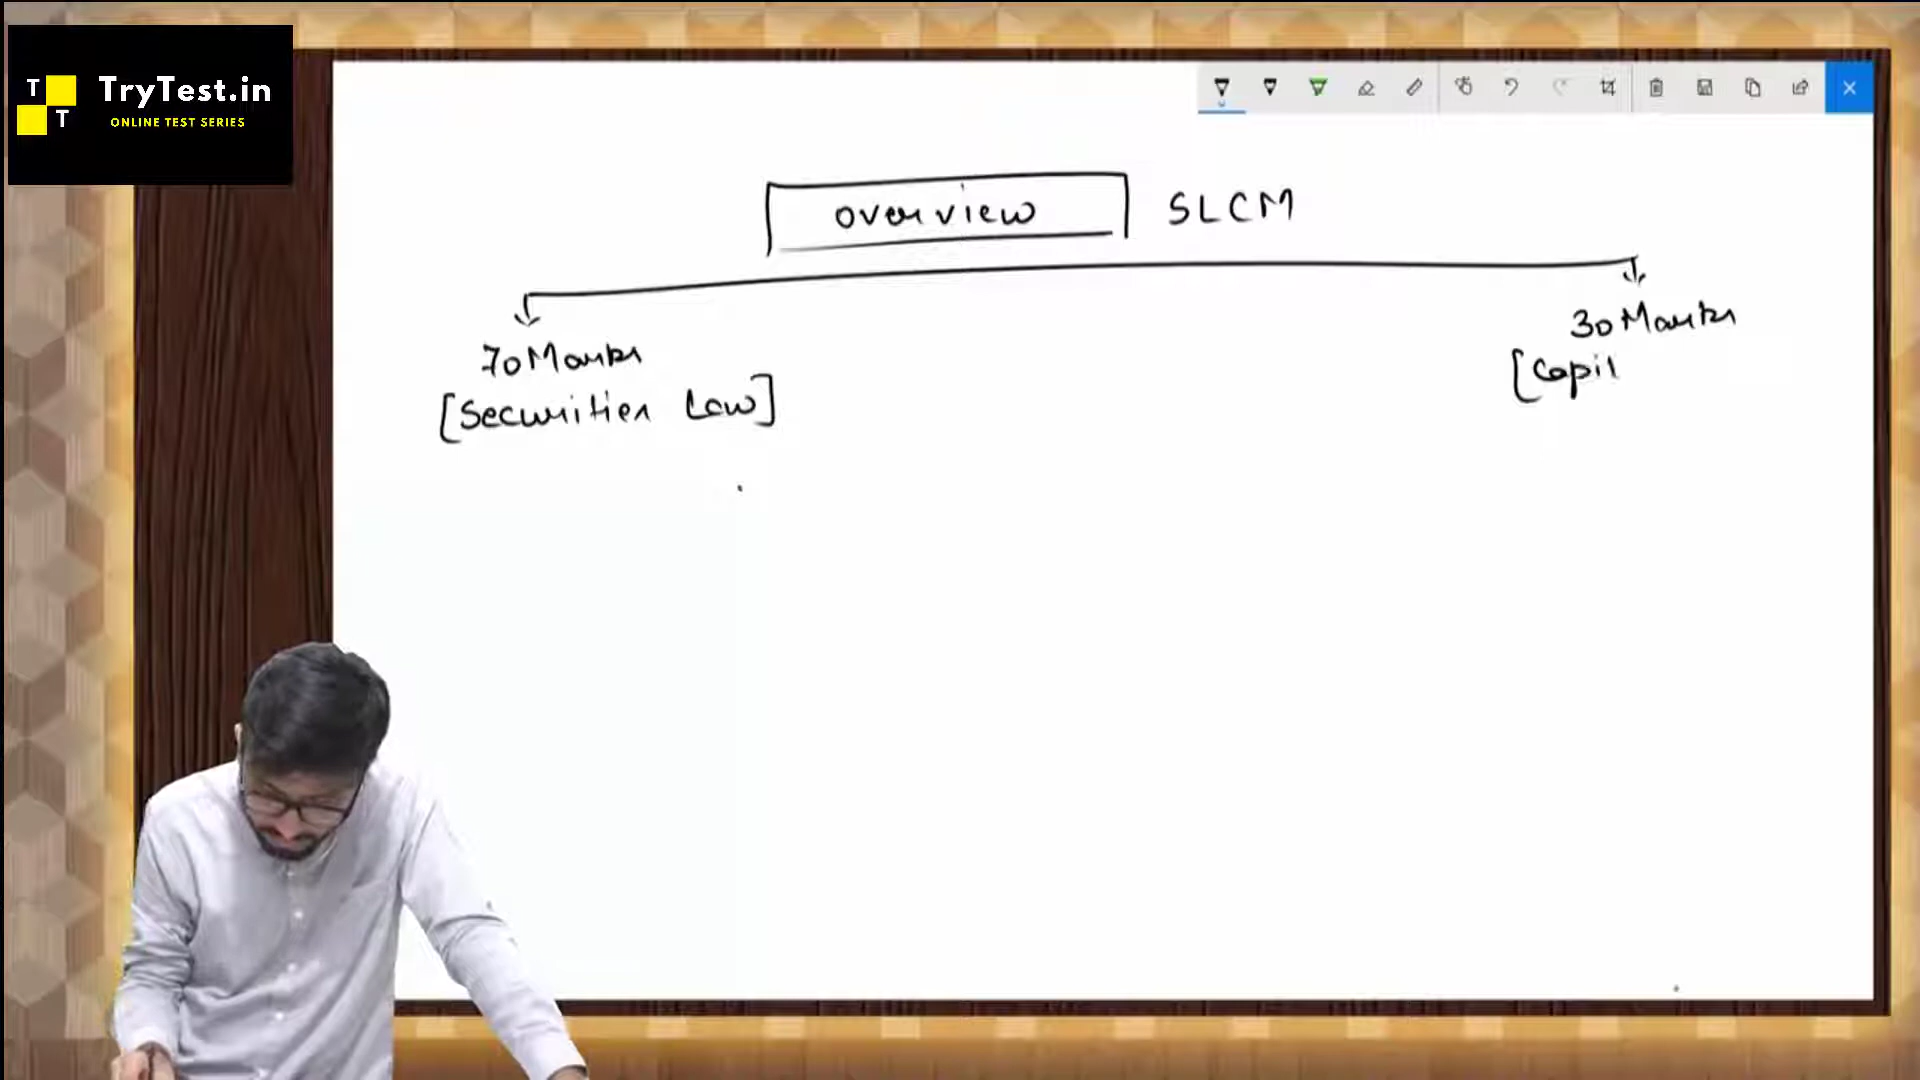 T TryTest.in
T ONLINE TEST SERIES
overview SLCM
70 Marks
30 Marks
[Securities Law]
[Capil